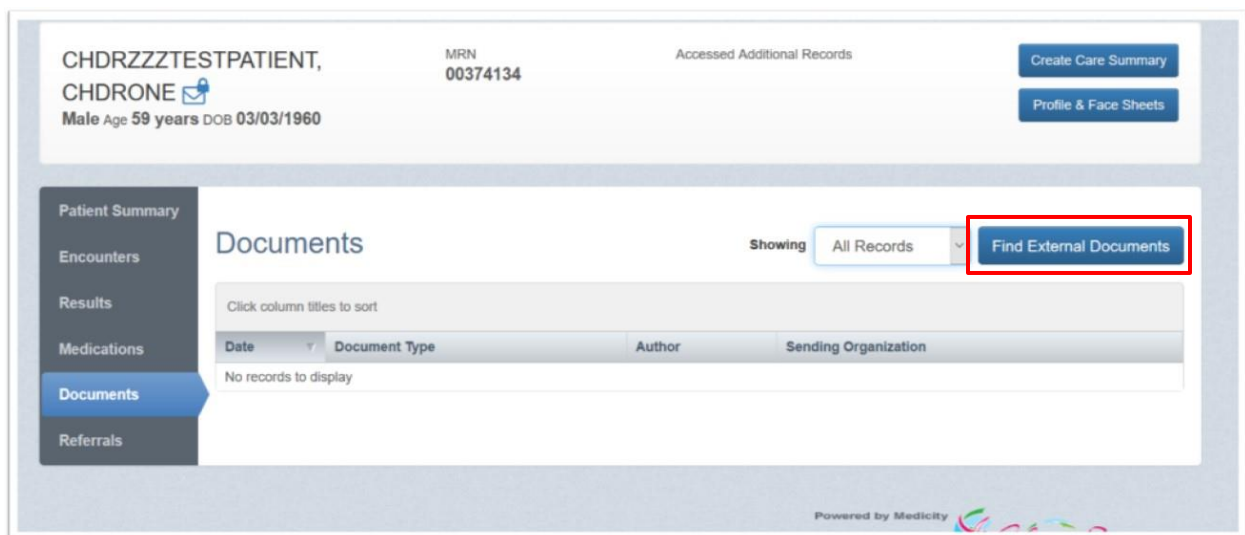 CHDRZZZTESTPATIENT,
CHDRONE
Male Age 59 years DOB 03/03/1960
MRN
00374134
Accessed Additional Records
Create Care Summary
Profile & Face Sheets
Patient Summary
Encounters
Results
Medications
Documents
Referrals
Documents
Showing All Records Find External Documents
Click column titles to sort
Date Document Type Author Sending Organization
No records to display
Powered by Medicity